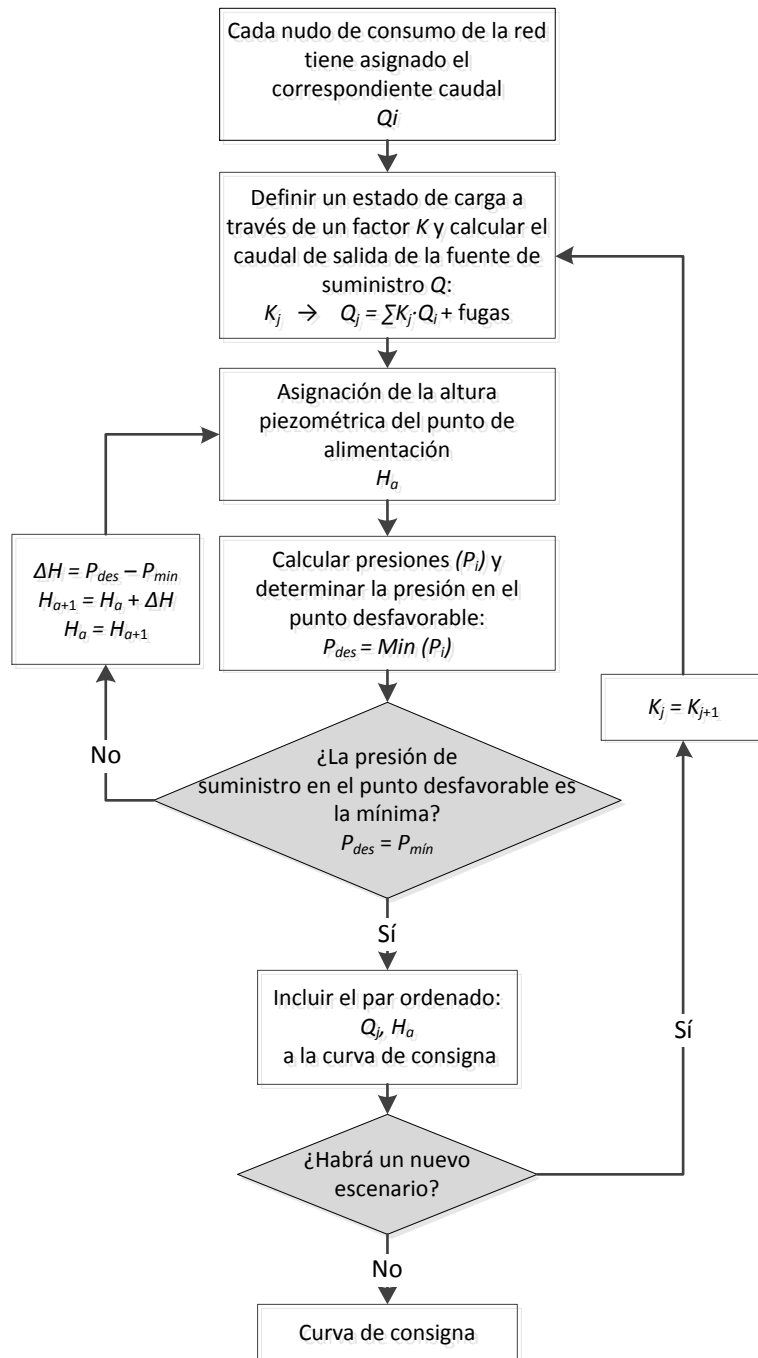 Cada nudo de consumo de la red
tiene asignado el
correspondiente caudal
Qi
Definir un estado de carga a
través de un factor K y calcular el
caudal de salida de la fuente de
suministro Q:
Kj → Qj = ∑Kj·Qi + fugas
Asignación de la altura
piezométrica del punto de
alimentación
Ha
ΔH = Pdes – Pmin
Ha+1 = Ha + ΔH
Ha = Ha+1
Calcular presiones (Pi) y
determinar la presión en el
punto desfavorable:
Pdes = Min (Pi)
Kj = Kj+1
No
¿La presión de
suministro en el punto desfavorable es
la mínima?
Pdes = Pmín
Sí
Incluir el par ordenado:
Qj, Ha
a la curva de consigna
Sí
¿Habrá un nuevo
escenario?
No
Curva de consigna